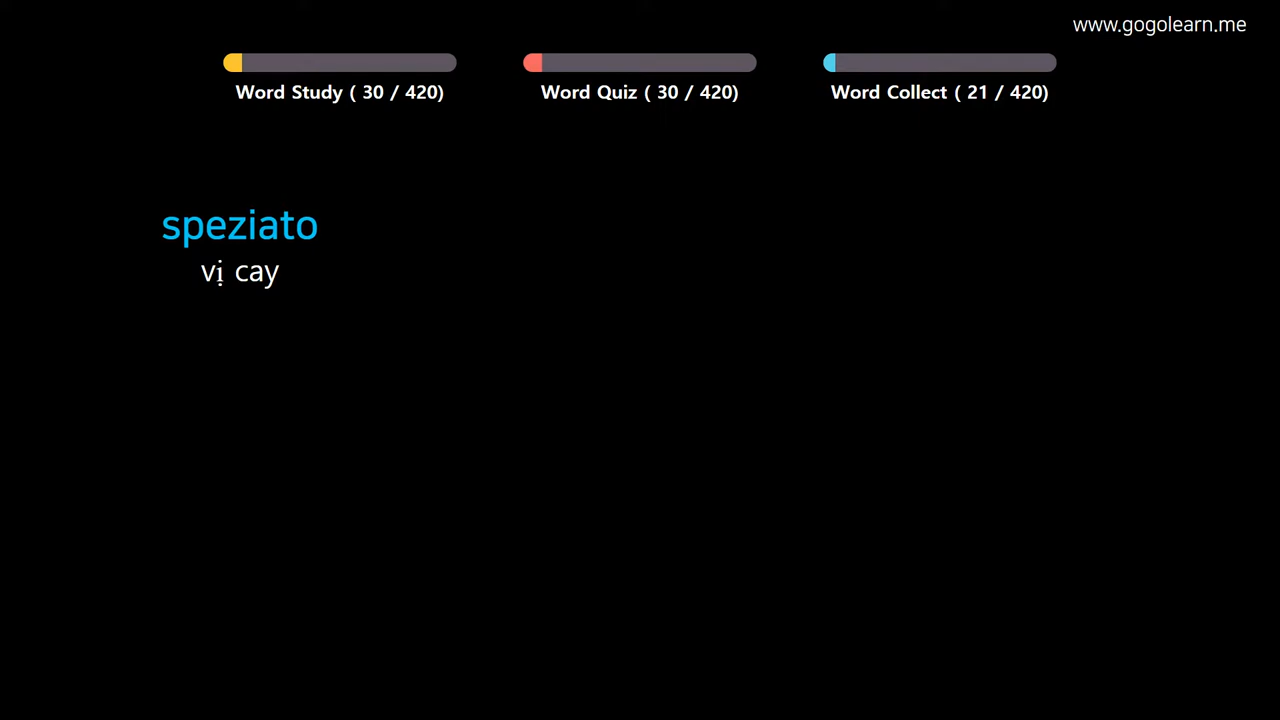 www.gogolearn.me
Word Study ( 30 / 420)
Word Quiz ( 30 / 420)
Word Collect ( 21 / 420)
speziato
vị cay